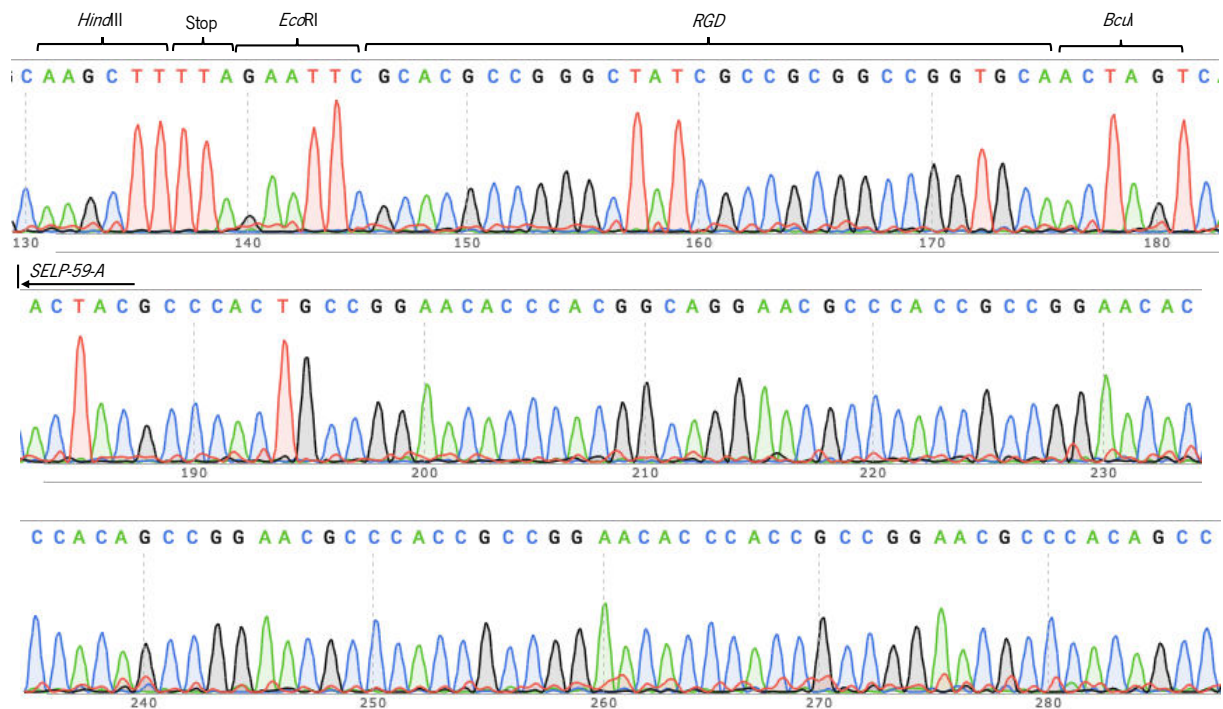 HindIII Stop EcoRI RGD BcuI
C A A G C T T T T A G A A T T C G C A C G C C G G G C T A T C G C C G C G G C C G G T G C A A C T A G T C
130 140 150 160 170 180
SELP-59-A
A C T A C G C C C A C T G C C G G A A C A C C C A C G G C A G G A A C G C C C A C C G C C G G A A C A C
190 200 210 220 230
C C A C A G C C G G A A C G C C C A C C G C C G G A A C A C C C A C C G C C G G A A C G C C C A C A G C C
240 250 260 270 280